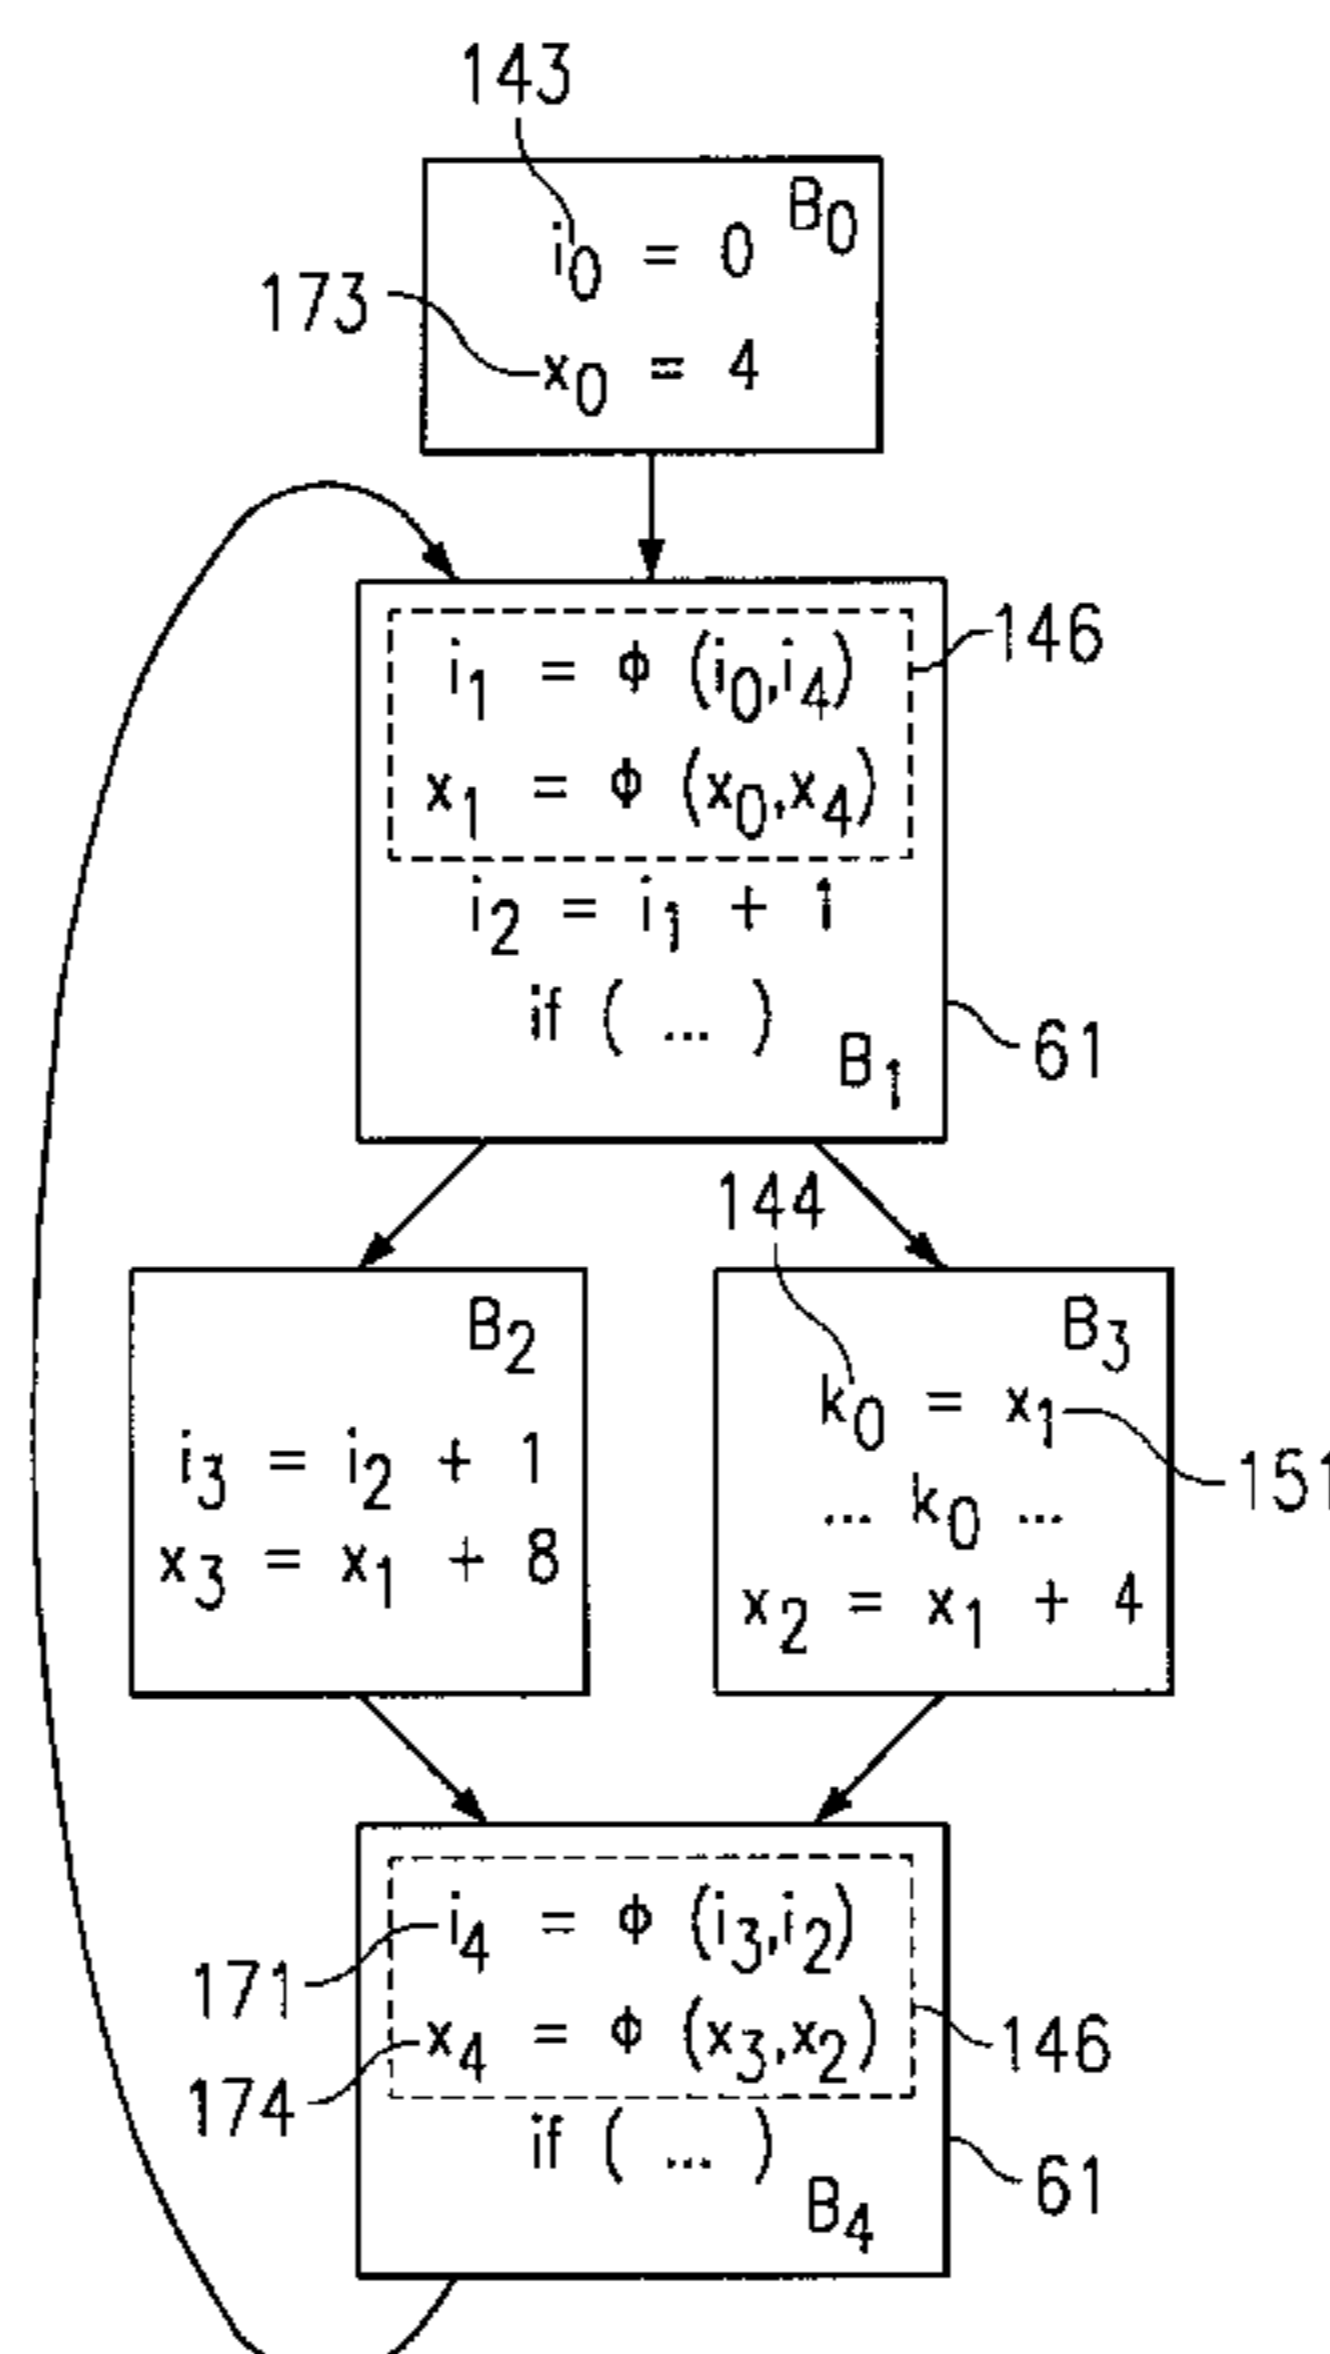 143
B₀
i₀ = 0
173
x₀ = 4
i₁ = ϕ (i₀,i₄)
146
x₁ = ϕ (x₀,x₄)
i₂ = i₁ + 1
if ( ... )
61
B₁
144
B₂
i₃ = i₂ + 1
x₃ = x₁ + 8
B₃
k₀ = x₁
151
... k₀ ...
x₂ = x₁ + 4
i₄ = ϕ (i₃,i₂)
171
x₄ = ϕ (x₃,x₂)
146
174
if ( ... )
61
B₄